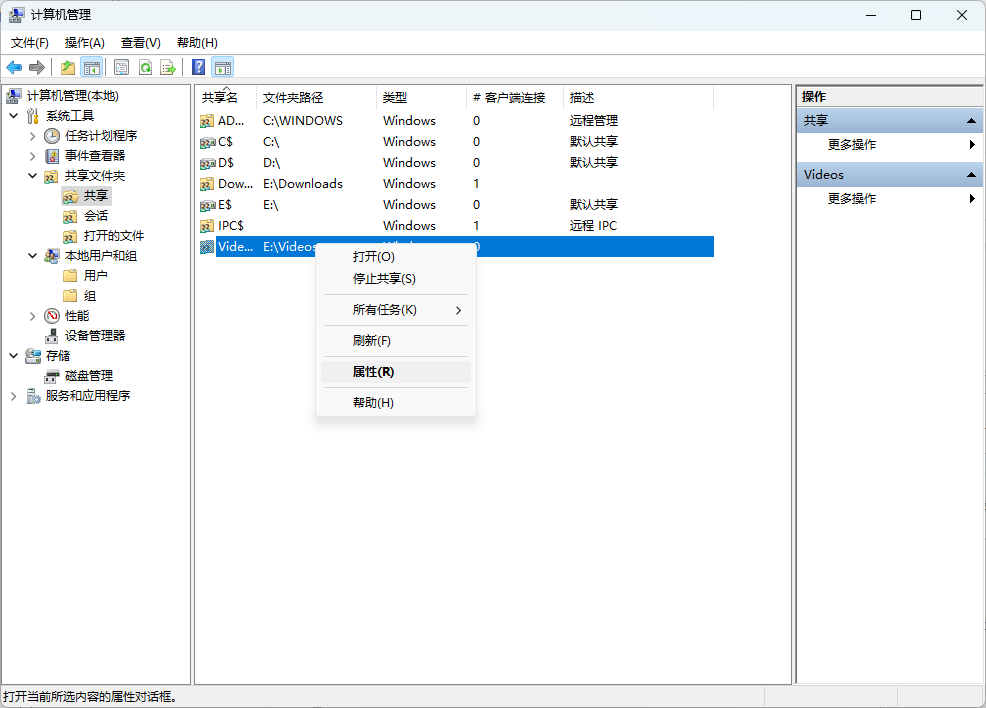 计算机管理
文件(F) 操作(A) 查看(V) 帮助(H)
计算机管理(本地)
系统工具
任务计划程序
事件查看器
共享文件夹
共享
会话
打开的文件
本地用户和组
用户
组
性能
设备管理器
存储
磁盘管理
服务和应用程序
共享名 文件夹路径 类型 # 客户端连接 描述
AD... C:\WINDOWS Windows 0 远程管理
C$ C:\ Windows 0 默认共享
D$ D:\ Windows 0 默认共享
Dow... E:\Downloads Windows 1
E$ E:\ Windows 0 默认共享
IPC$ Windows 1 远程 IPC
Vide... E:\Videos
打开(O)
停止共享(S)
所有任务(K)
刷新(F)
属性(R)
帮助(H)
操作
共享
更多操作
Videos
更多操作
打开当前所选内容的属性对话框。